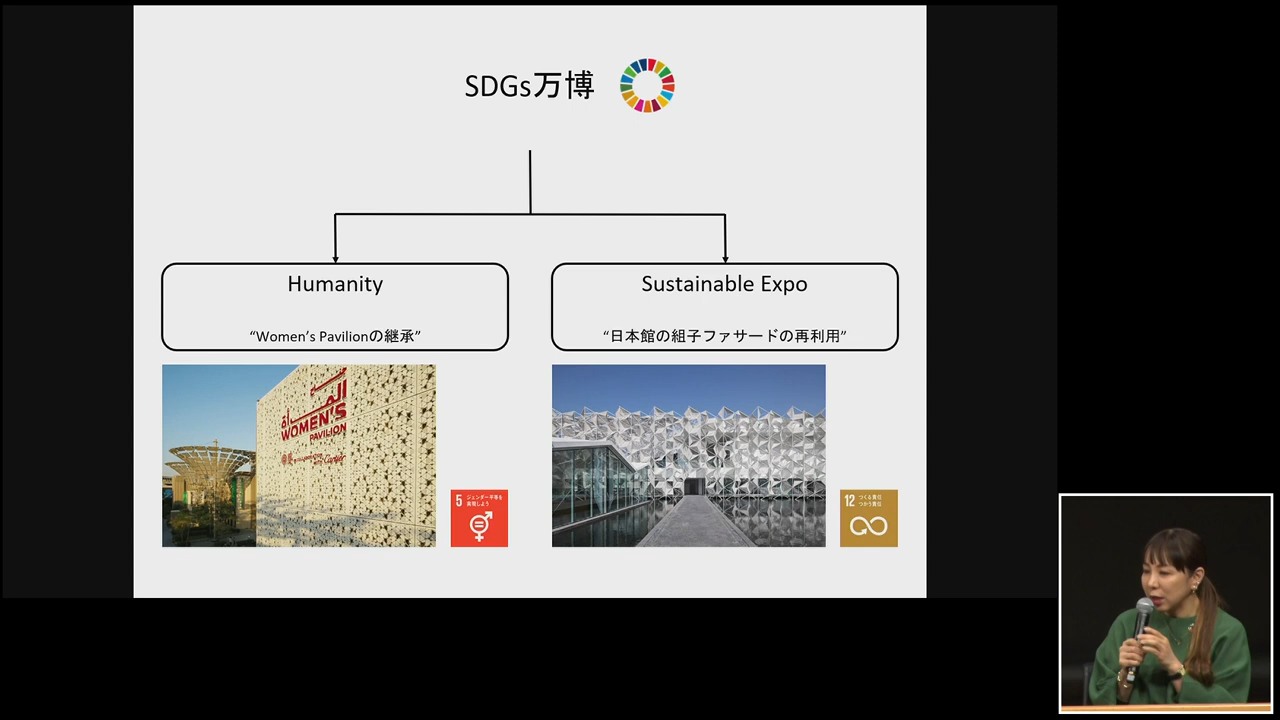 SDGs万博
Humanity
“Women’s Pavilionの継承”
Sustainable Expo
“日本館の組子ファサードの再利用”
المرأة
WOMEN'S
PAVILION
Cartier
5 ジェンダー平等を
実現しよう
12 つくる責任
つかう責任